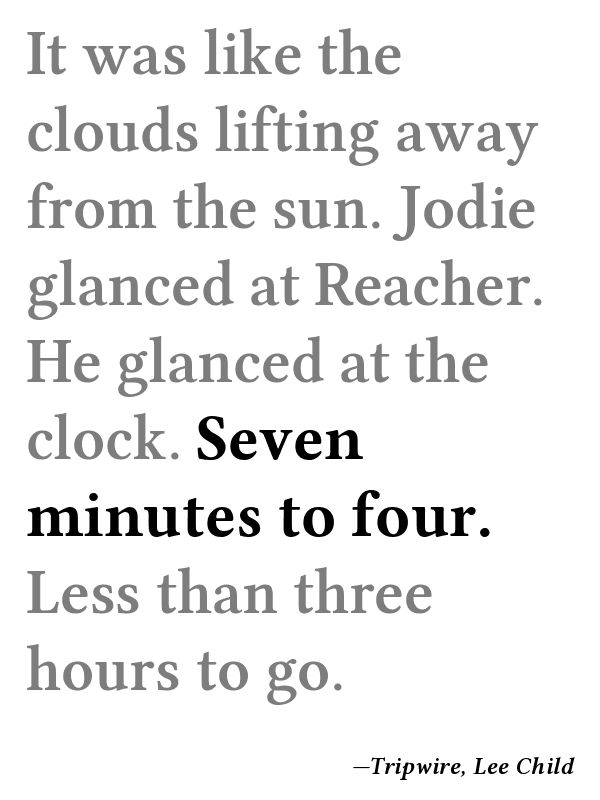 It was like the
clouds lifting away
from the sun. Jodie
glanced at Reacher.
He glanced at the
clock. Seven
minutes to four.
Less than three
hours to go.
—Tripwire, Lee Child